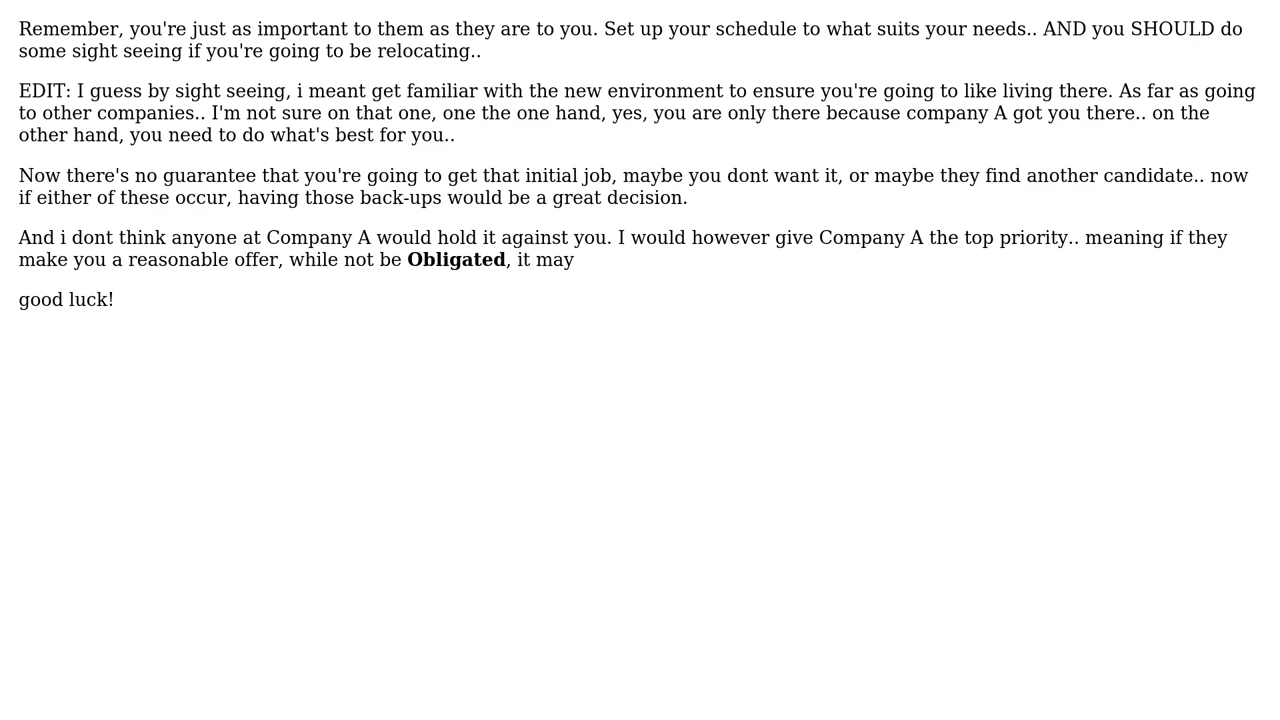 Remember, you're just as important to them as they are to you. Set up your schedule to what suits your needs.. AND you SHOULD do
some sight seeing if you're going to be relocating..
EDIT: I guess by sight seeing, i meant get familiar with the new environment to ensure you're going to like living there. As far as going
to other companies.. I'm not sure on that one, one the one hand, yes, you are only there because company A got you there.. on the
other hand, you need to do what's best for you..
Now there's no guarantee that you're going to get that initial job, maybe you dont want it, or maybe they find another candidate.. now
if either of these occur, having those back-ups would be a great decision.
And i dont think anyone at Company A would hold it against you. I would however give Company A the top priority.. meaning if they
make you a reasonable offer, while not be Obligated, it may
good luck!